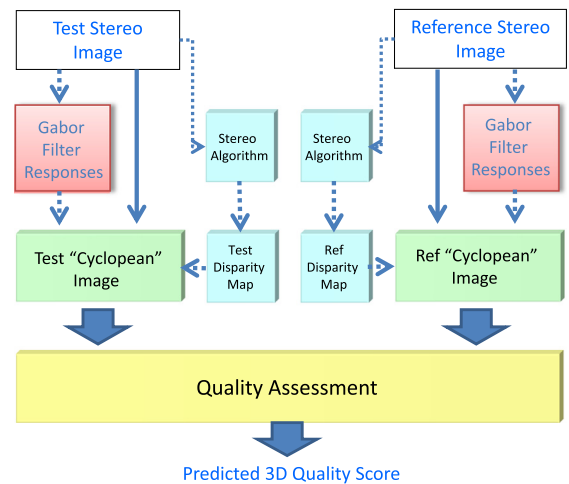 Test Stereo
Image
Reference Stereo
Image
Gabor
Filter
Responses
Stereo
Algorithm
Stereo
Algorithm
Gabor
Filter
Responses
Test “Cyclopean”
Image
Test
Disparity
Map
Ref
Disparity
Map
Ref “Cyclopean”
Image
Quality Assessment
Predicted 3D Quality Score